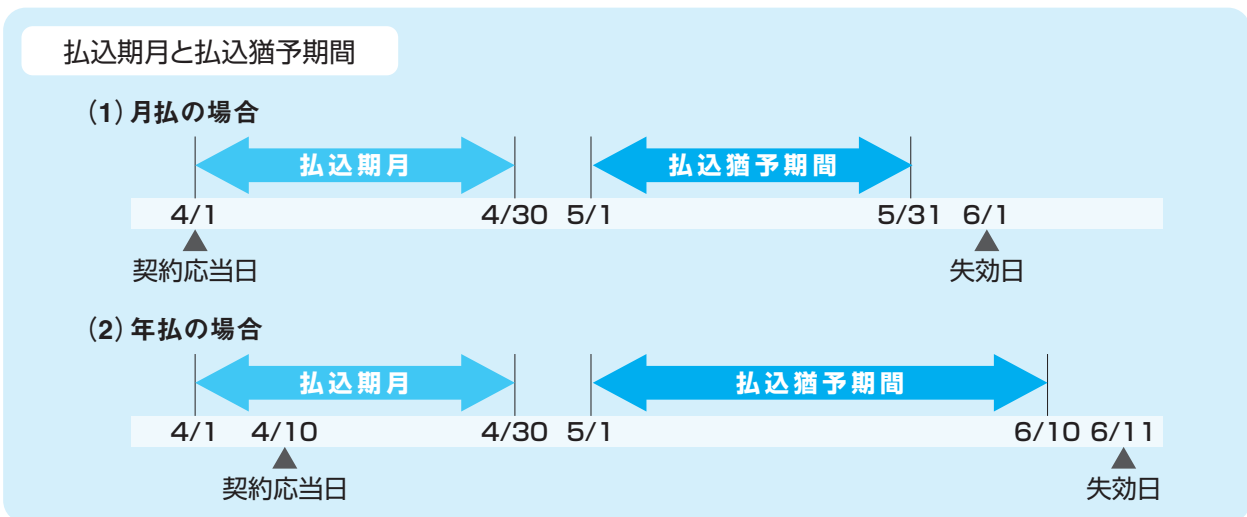 払込期月と払込猶予期間
(1)月払の場合
払込期月 払込猶予期間
4/1 4/30 5/1 5/31 6/1
契約応当日 失効日
(2)年払の場合
払込期月 払込猶予期間
4/1 4/10 4/30 5/1 6/10 6/11
契約応当日 失効日